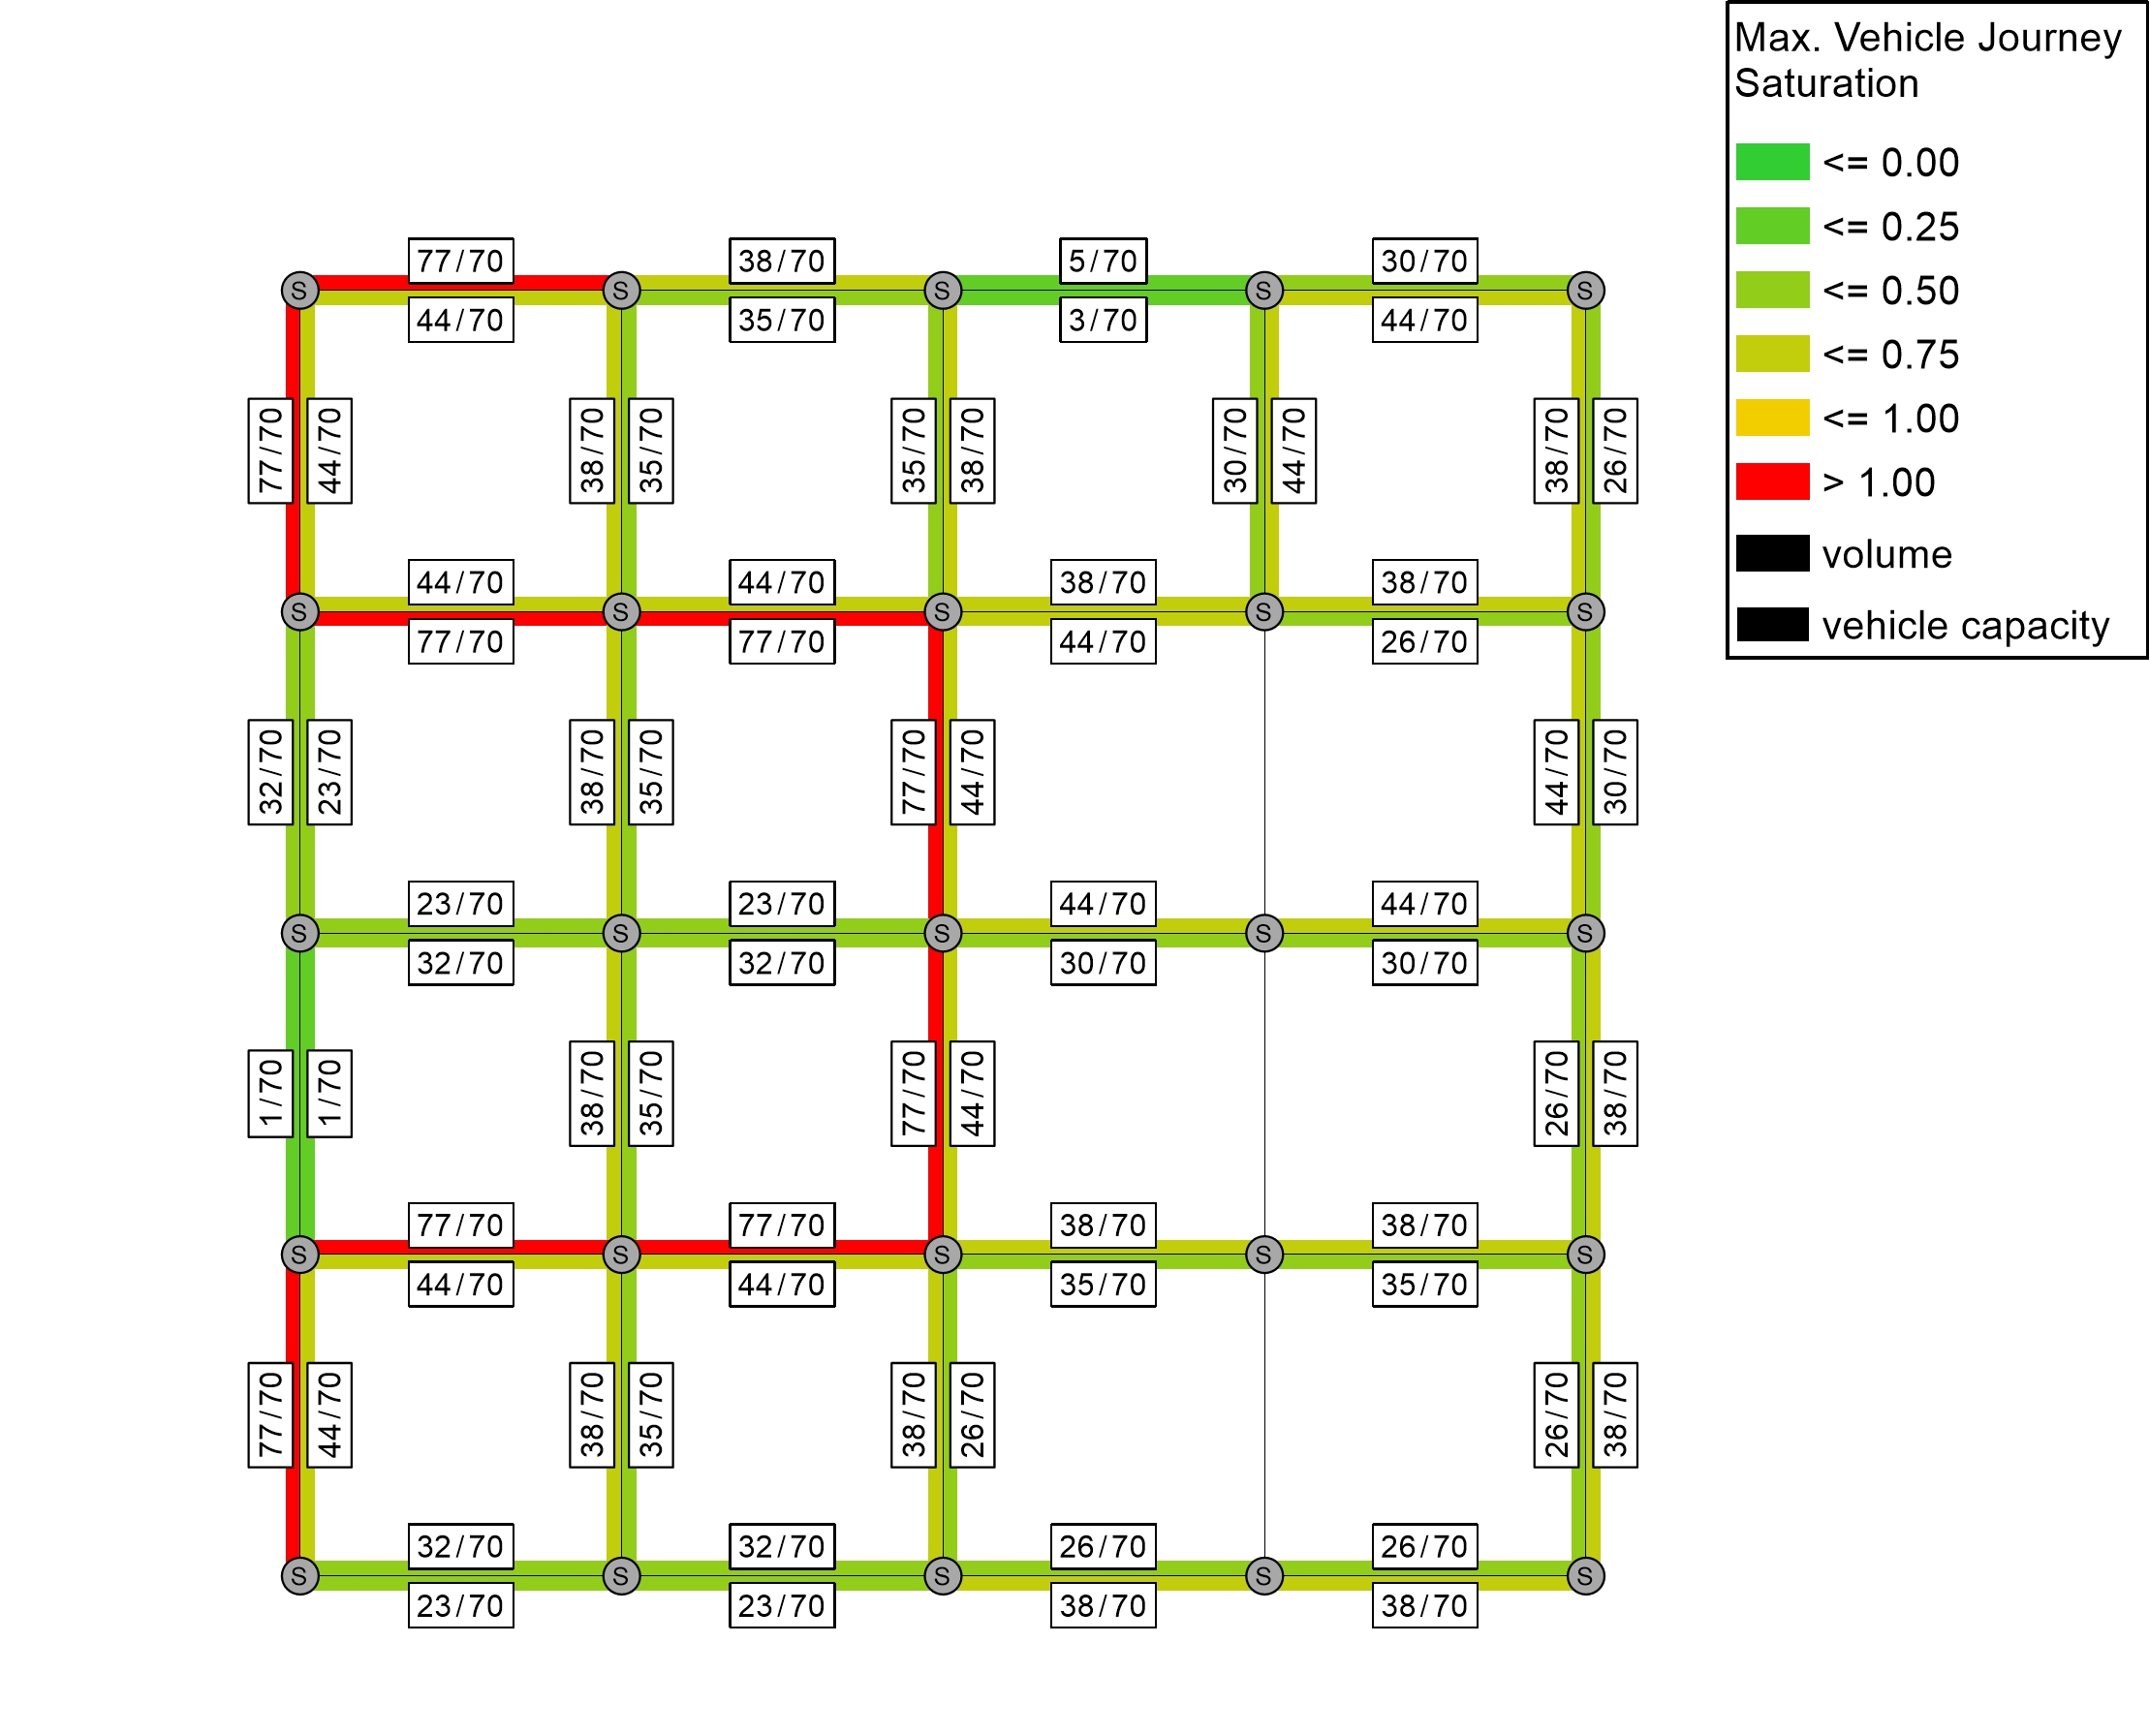 Max. Vehicle Journey
Saturation
<= 0.00
<= 0.25
<= 0.50
<= 0.75
<= 1.00
> 1.00
volume
vehicle capacity
77/70 38/70 5/70 30/70
S S S S S
44/70 35/70 3/70 44/70
77/70 44/70 38/70 35/70 35/70 38/70 30/70 44/70 38/70 26/70
44/70 44/70 38/70 38/70
S S S S S
77/70 77/70 44/70 26/70
32/70 23/70 38/70 35/70 77/70 44/70 44/70 30/70
23/70 23/70 44/70 44/70
S S S S S
32/70 32/70 30/70 30/70
1/70 1/70 38/70 35/70 77/70 44/70 26/70 38/70
77/70 77/70 38/70 38/70
S S S S S
44/70 44/70 35/70 35/70
77/70 44/70 38/70 35/70 38/70 26/70 26/70 38/70
32/70 32/70 26/70 26/70
S S S S S
23/70 23/70 38/70 38/70